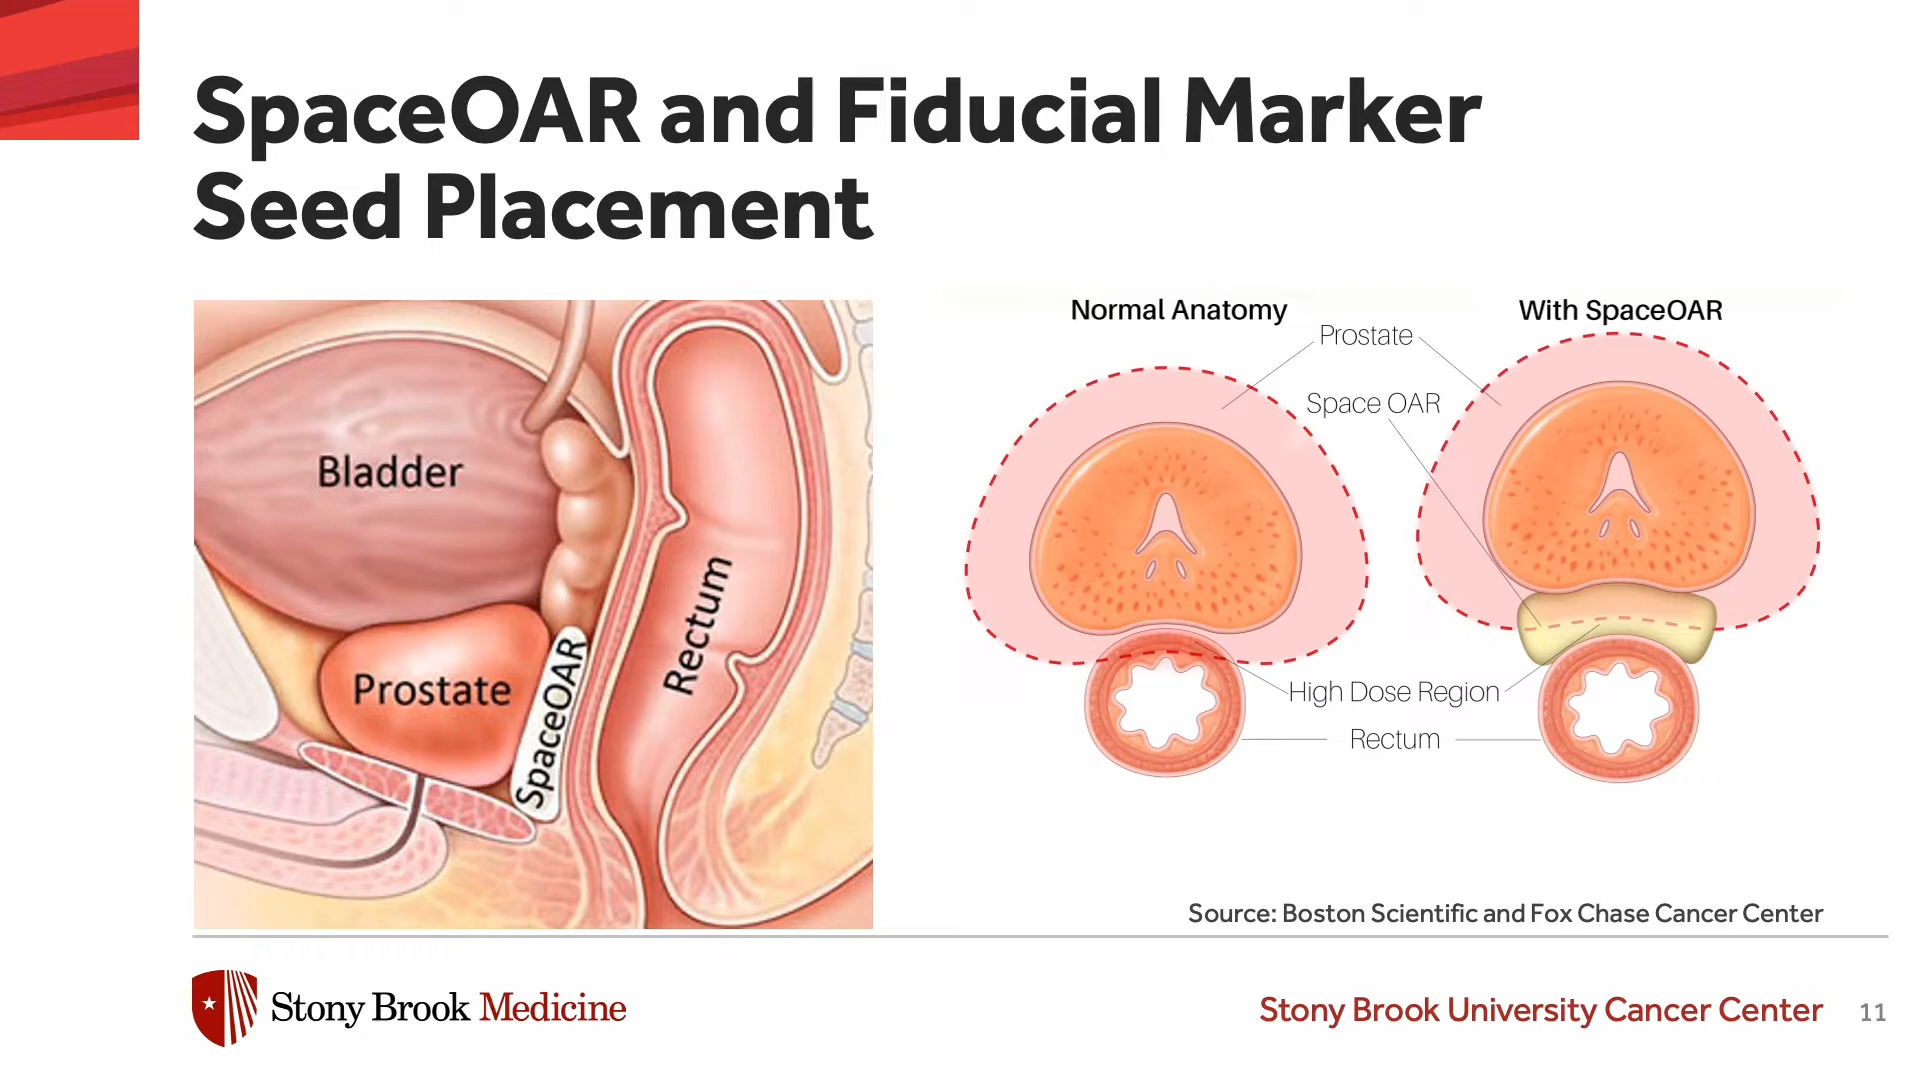 SpaceOAR and Fiducial Marker
Seed Placement
Bladder
Prostate
SpaceOAR
Rectum
Normal Anatomy
With SpaceOAR
Prostate
Space OAR
High Dose Region
Rectum
Source: Boston Scientific and Fox Chase Cancer Center
Stony Brook Medicine
Stony Brook University Cancer Center
11